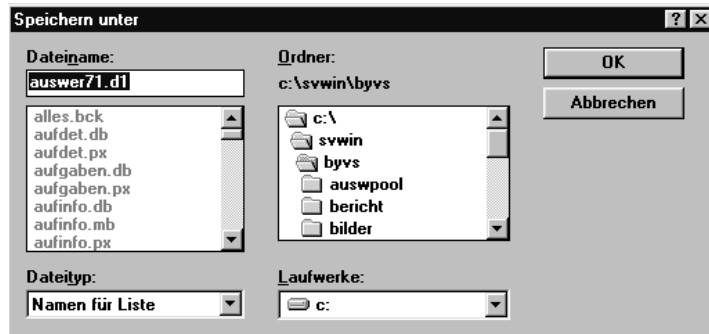 Speichern unter
Dateiname:
auswer71.d1
alles.bck
aufdet.db
aufdet.px
aufgaben.db
aufgaben.px
aufinfo.db
aufinfo.mb
aufinfo.px
Dateityp:
Namen für Liste
Ordner:
c:\svwin\byvs
c:\
svwin
byvs
auswpool
bericht
bilder
Laufwerke:
c:
OK
Abbrechen